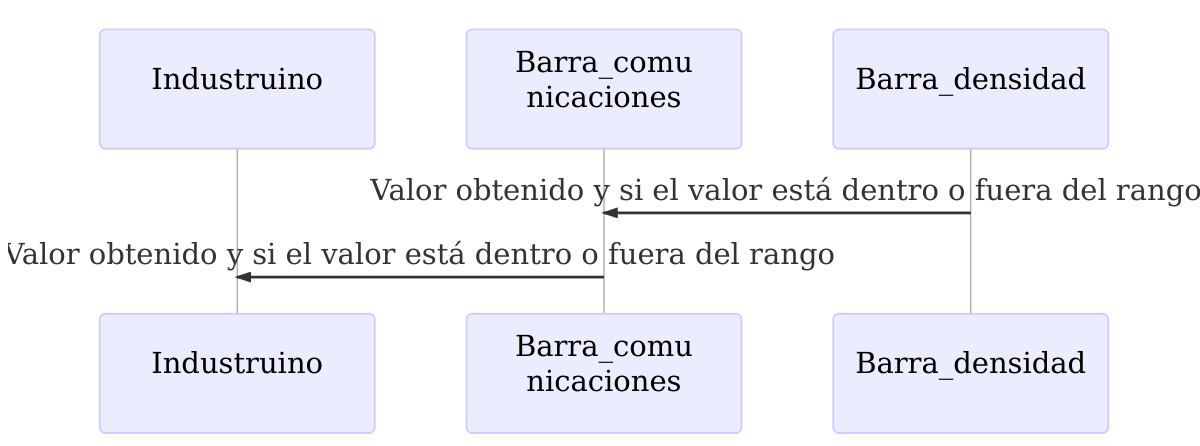 Industruino
Barra_comu
nicaciones
Barra_densidad
Valor obtenido y si el valor está dentro o fuera del rango
Valor obtenido y si el valor está dentro o fuera del rango
Industruino
Barra_comu
nicaciones
Barra_densidad